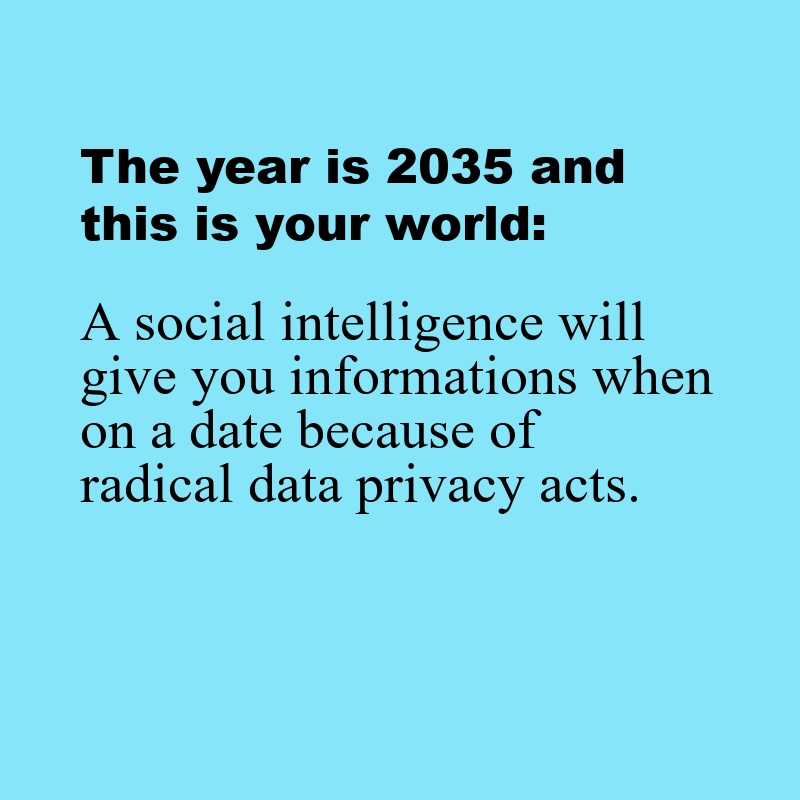 The year is 2035 and
this is your world:
A social intelligence will
give you informations when
on a date because of
radical data privacy acts.